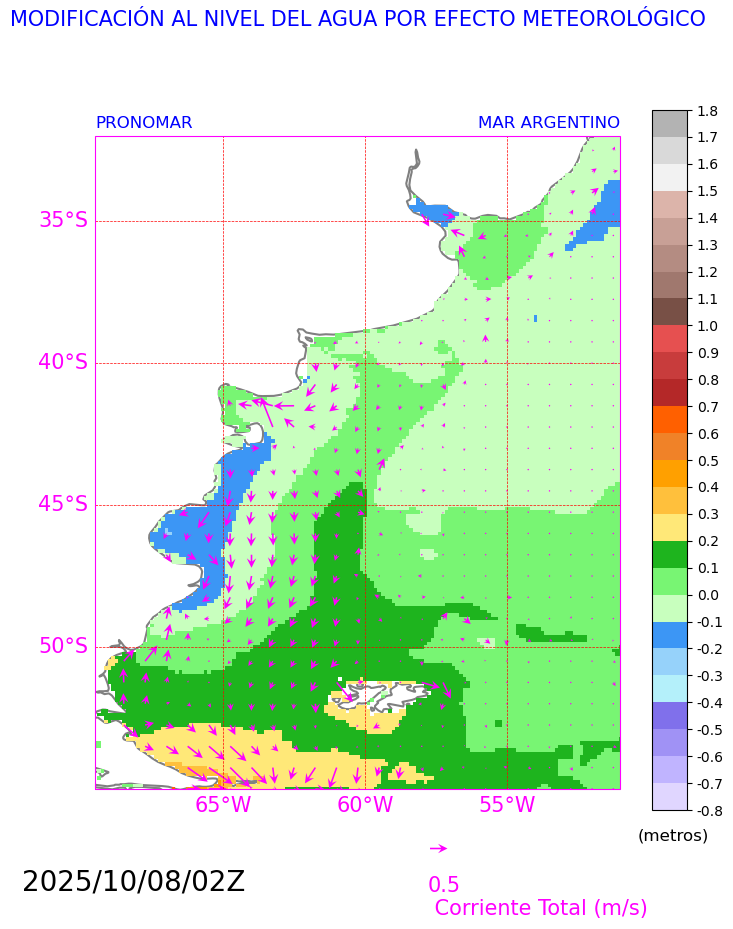 MODIFICACIÓN AL NIVEL DEL AGUA POR EFECTO METEOROLÓGICO
PRONOMAR MAR ARGENTINO
1.8
1.7
1.6
1.5
1.4
1.3
1.2
1.1
1.0
0.9
0.8
0.7
0.6
0.5
0.4
0.3
0.2
0.1
0.0
-0.1
-0.2
-0.3
-0.4
-0.5
-0.6
-0.7
-0.8
(metros)
35°S
40°S
45°S
50°S
65°W 60°W 55°W
2025/10/08/02Z
0.5
Corriente Total (m/s)